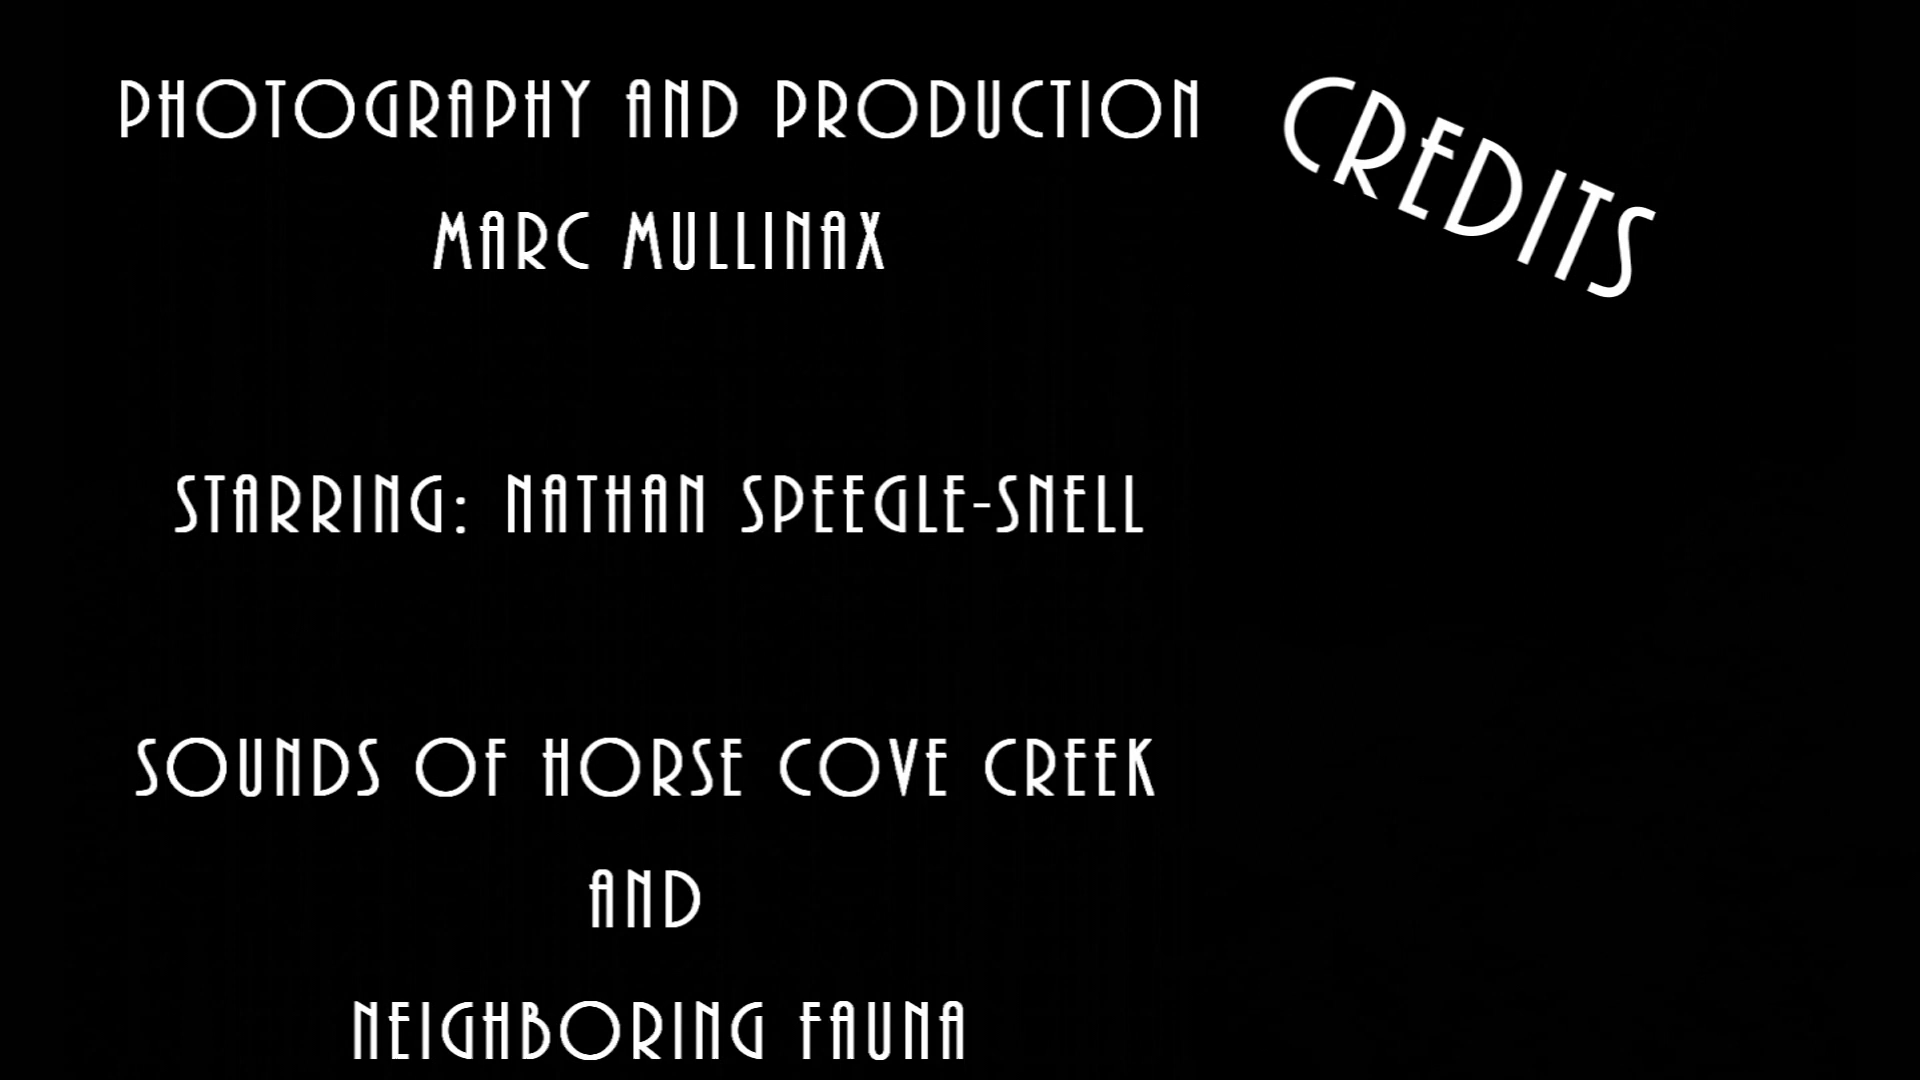 PHOTOGRAPHY AND PRODUCTION
CREDITS
MARC MULLINAX
STARRING: NATHAN SPEEGLE-SNELL
SOUNDS OF HORSE COVE CREEK
AND
NEIGHBORING FAUNA